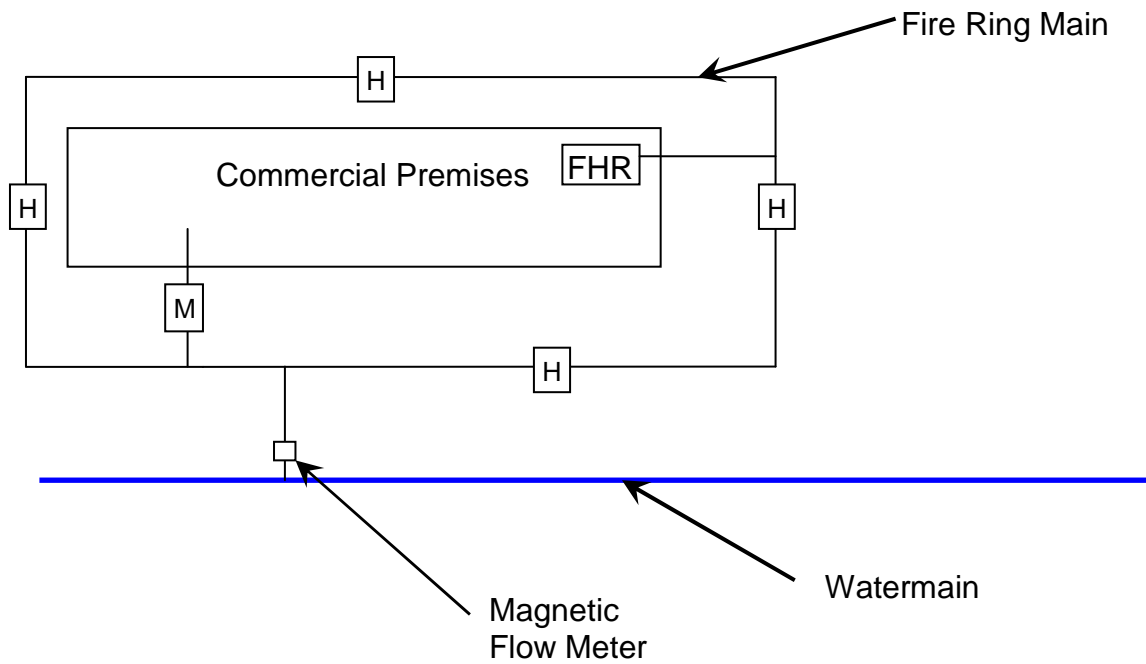 Fire Ring Main
H
FHR
Commercial Premises
H
H
M
H
Watermain
Magnetic
Flow Meter